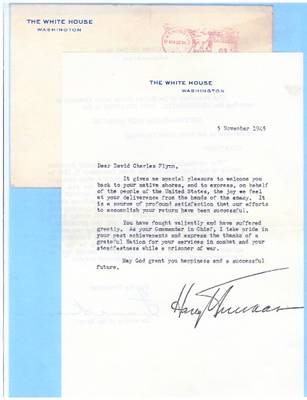 THE WHITE HOUSE
WASHINGTON
THE WHITE HOUSE
WASHINGTON
5 November 1945
Dear David Charles Flynn,
It gives me special pleasure to welcome you
back to your native shores, and to express, on behalf
of the people of the United States, the joy we feel
at your deliverance from the hands of the enemy. It
is a source of profound satisfaction that our efforts
to accomplish your return have been successful.
You have fought valiantly and have suffered
greatly. As your Commander in Chief, I take pride in
your past achievements and express the thanks of a
grateful Nation for your services in combat and your
steadfastness while a prisoner of war.
May God grant you happiness and a successful
future.
Harry Truman